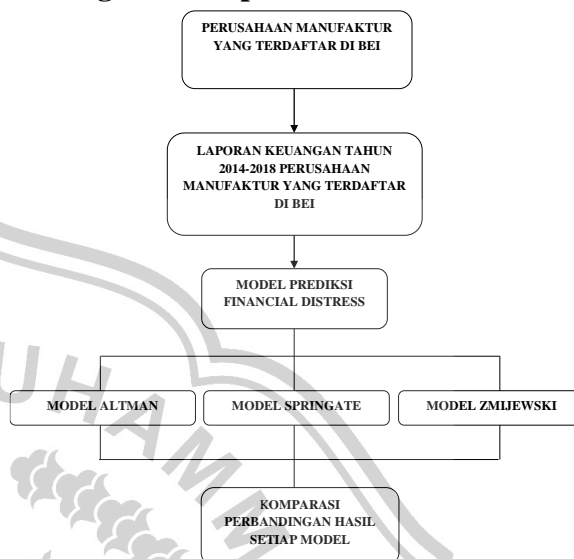 PERUSAHAAN MANUFAKTUR
YANG TERDAFTAR DI BEI
LAPORAN KEUANGAN TAHUN
2014-2018 PERUSAHAAN
MANUFAKTUR YANG TERDAFTAR
DI BEI
MODEL PREDIKSI
FINANCIAL DISTRESS
MODEL ALTMAN
MODEL SPRINGATE
MODEL ZMIJEWSKI
KOMPARASI
PERBANDINGAN HASIL
SETIAP MODEL
UHAMM